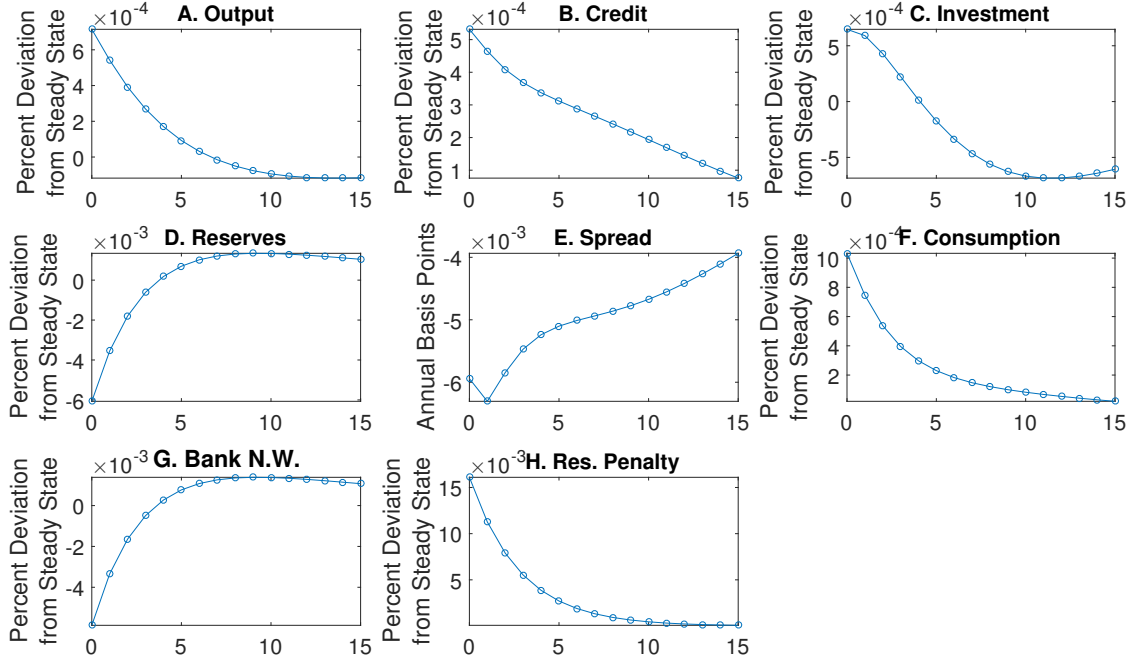 A. Output
×10⁻⁴
Percent Deviation
from Steady State
6
4
2
0
0 5 10 15
B. Credit
×10⁻⁴
Percent Deviation
from Steady State
5
4
3
2
1
0 5 10 15
C. Investment
×10⁻⁴
Percent Deviation
from Steady State
5
0
-5
0 5 10 15
D. Reserves
×10⁻³
Percent Deviation
from Steady State
0
-2
-4
-6
0 5 10 15
E. Spread
×10⁻³
Annual Basis Points
-4
-5
-6
0 5 10 15
F. Consumption
×10⁻⁴
Percent Deviation
from Steady State
10
8
6
4
2
0 5 10 15
G. Bank N.W.
×10⁻³
Percent Deviation
from Steady State
0
-2
-4
0 5 10 15
H. Res. Penalty
×10⁻³
Percent Deviation
from Steady State
15
10
5
0 5 10 15